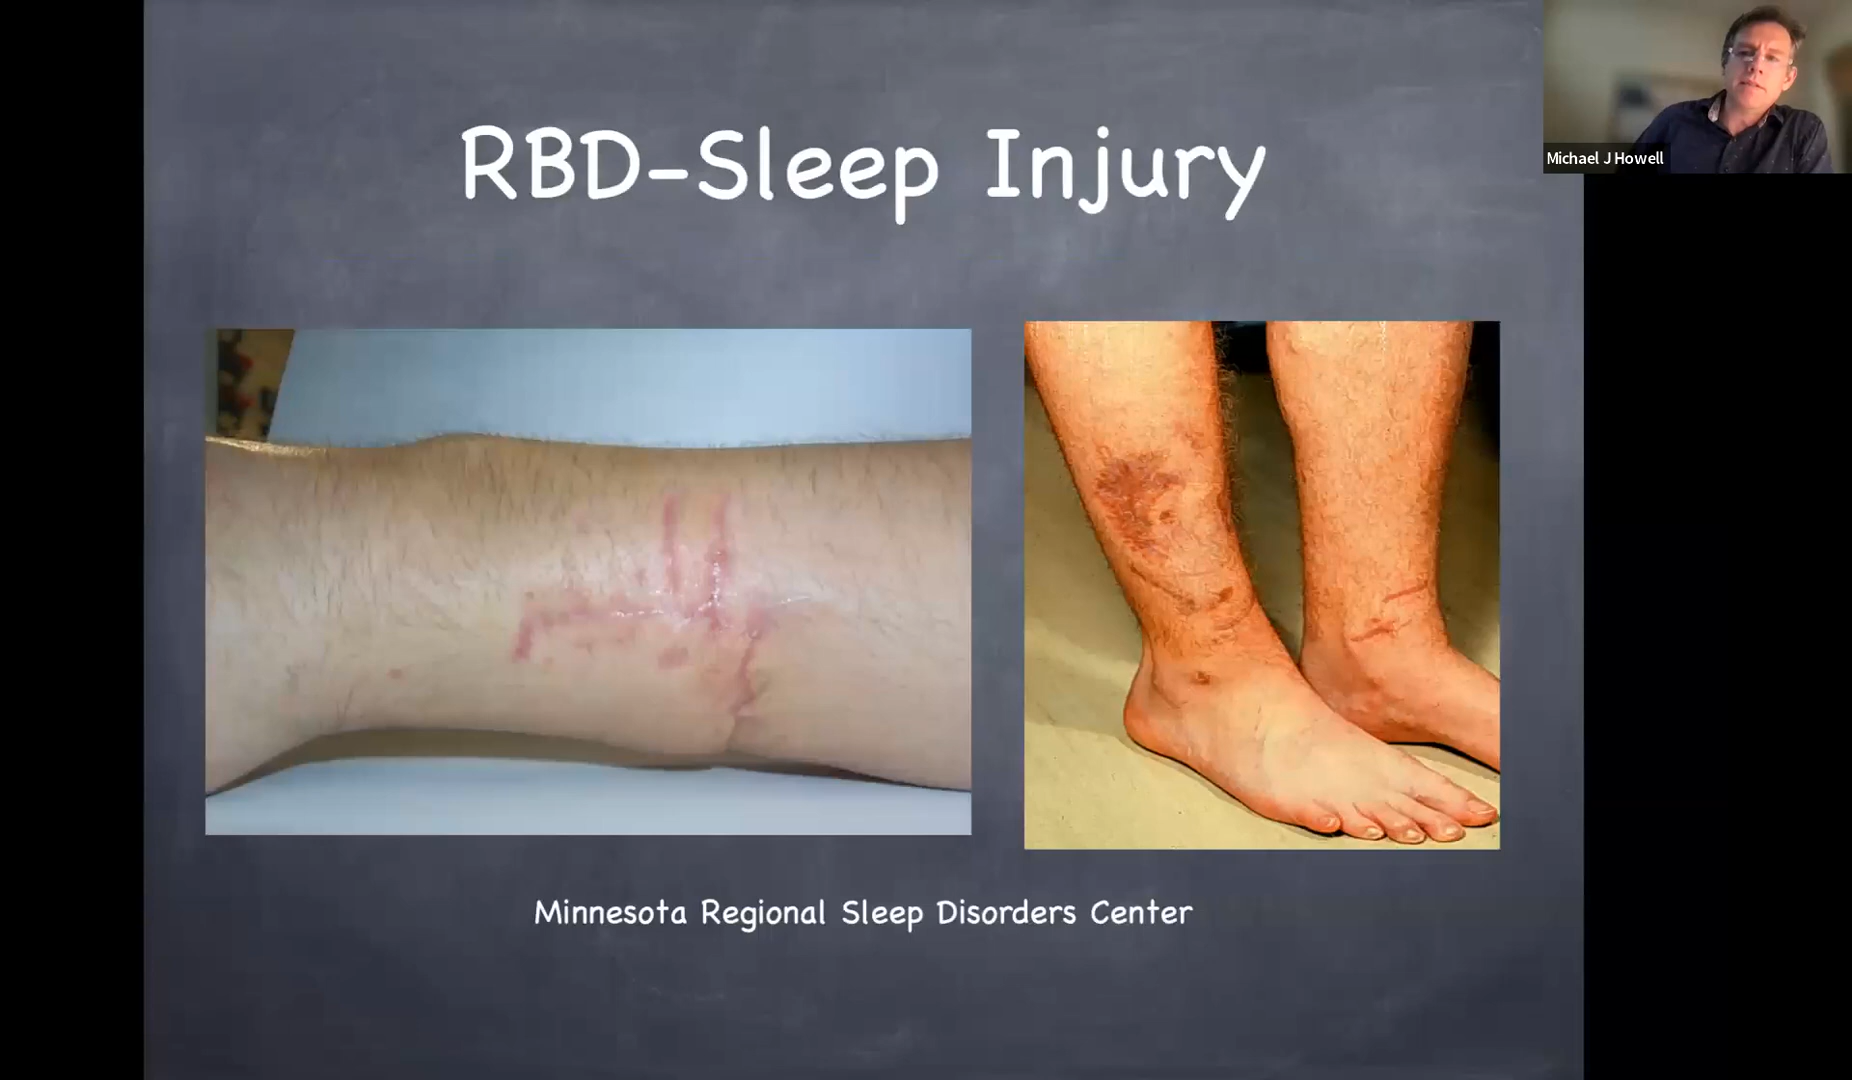 RBD-Sleep Injury
Michael J Howell
Minnesota Regional Sleep Disorders Center